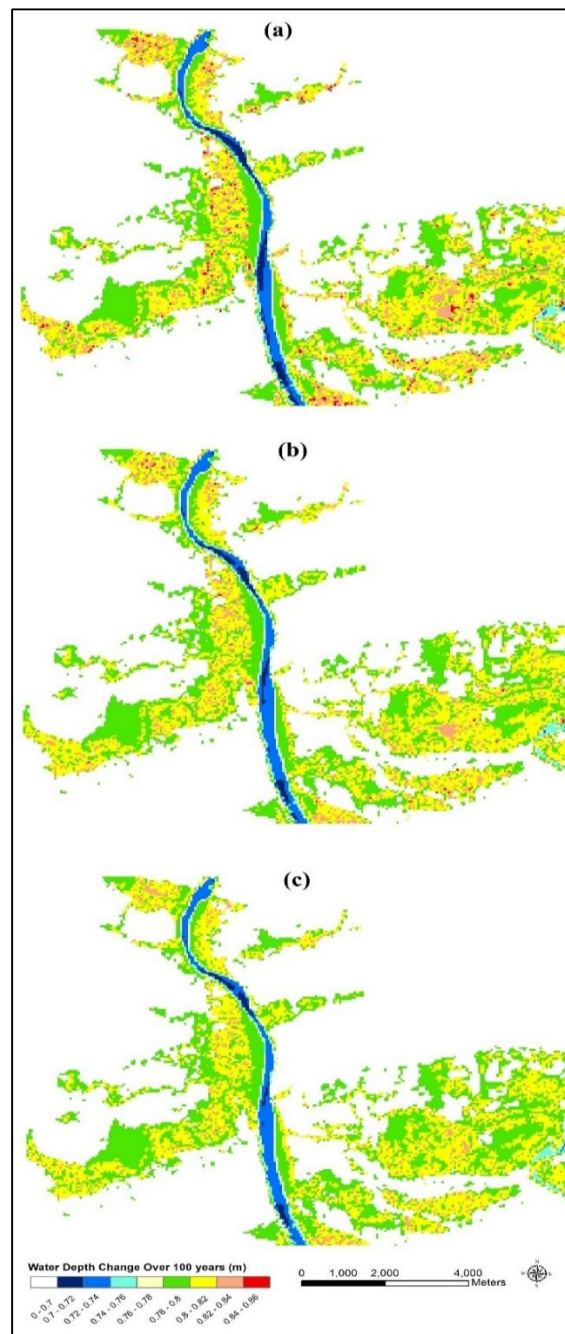 (a)
(b)
(c)
Water Depth Change Over 100 years (m)
0 - 0.7
0.7 - 0.72
0.72 - 0.74
0.74 - 0.76
0.76 - 0.78
0.78 - 0.8
0.8 - 0.82
0.82 - 0.84
0.84 - 0.86
0 1,000 2,000 4,000
Meters